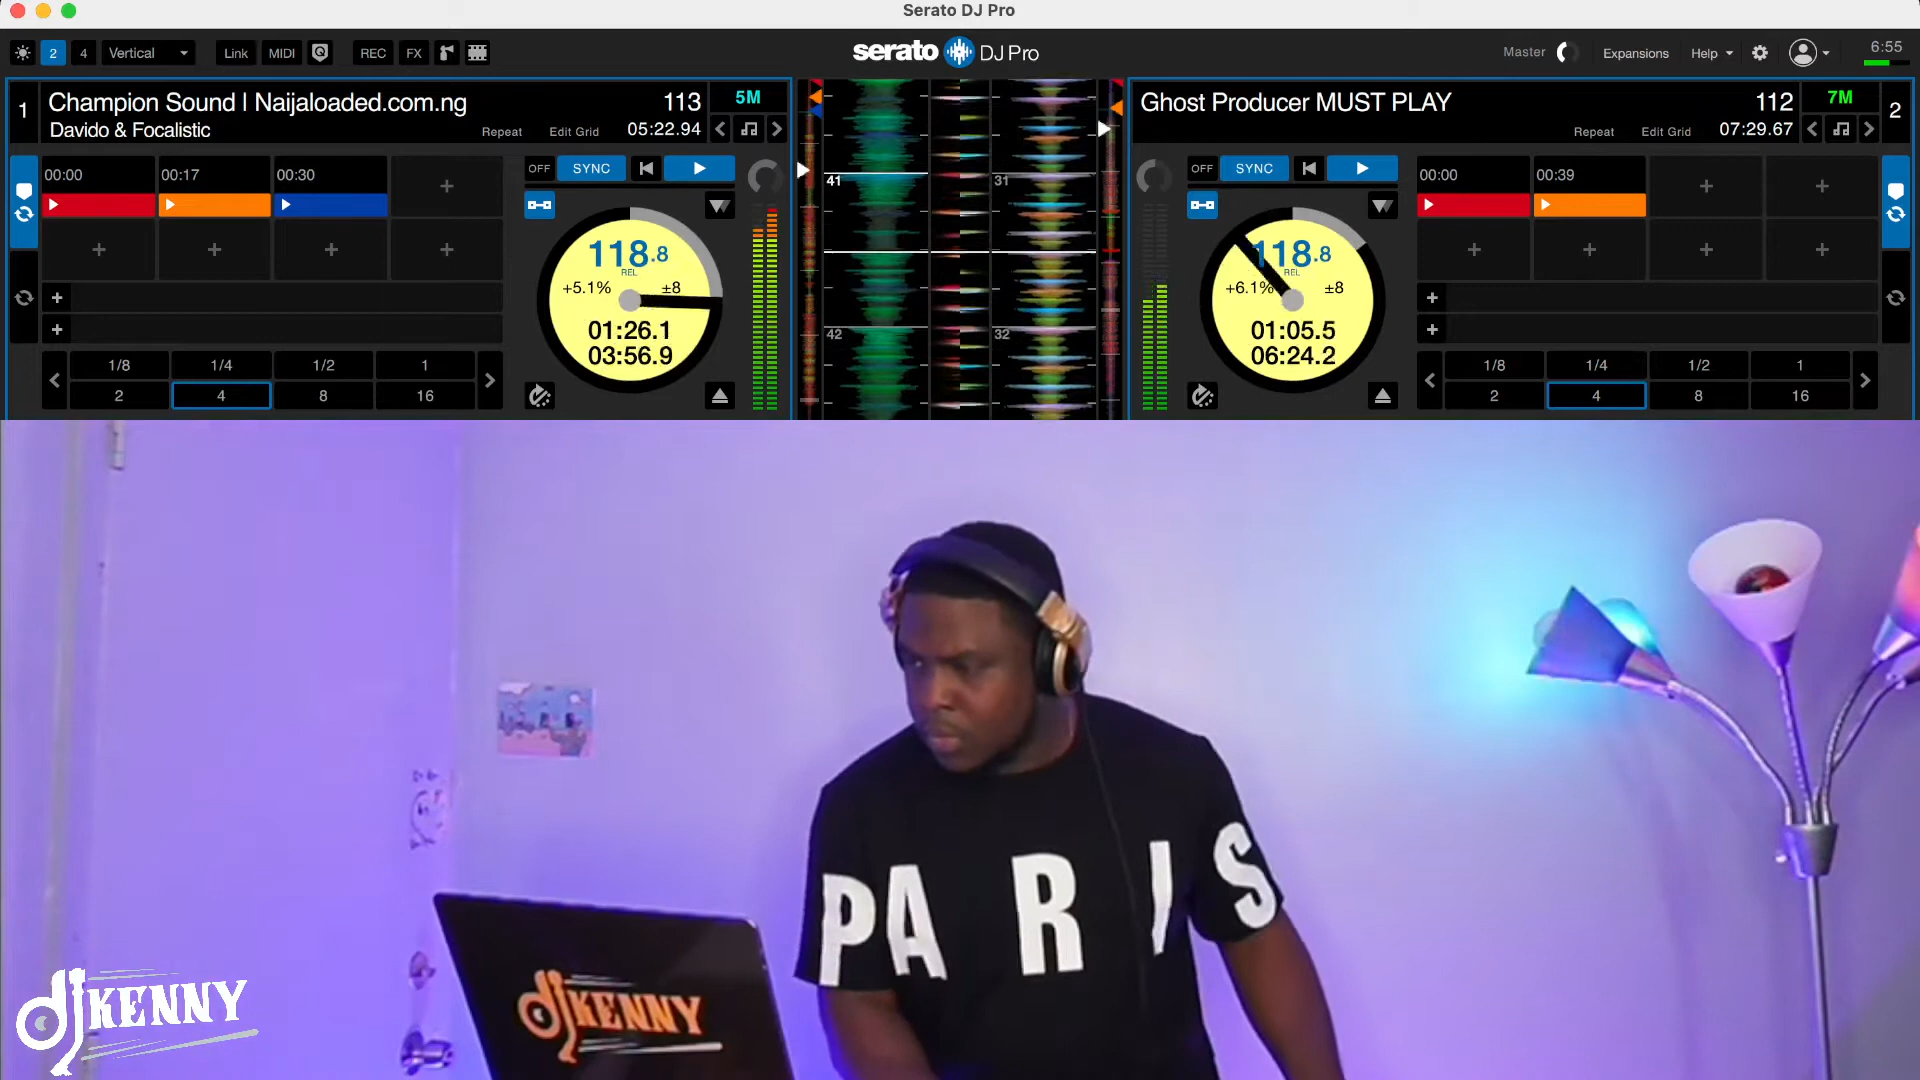 Serato DJ Pro
2 4 Vertical Link MIDI REC FX
serato DJ Pro
Master Expansions Help 6:55
1 Champion Sound | Naijaloaded.com.ng 113 5M
Davido & Focalistic Repeat Edit Grid 05:22.94
00:00 00:17 00:30
OFF SYNC
118.8
REL
+5.1% ±8
01:26.1
03:56.9
1/8 1/4 1/2 1
2 4 8 16
41 31
42 32
Ghost Producer MUST PLAY 112 7M 2
Repeat Edit Grid 07:29.67
OFF SYNC
118.8
REL
+6.1% ±8
01:05.5
06:24.2
00:00 00:39
1/8 1/4 1/2 1
2 4 8 16
PARIS
dj KENNY
dj KENNY